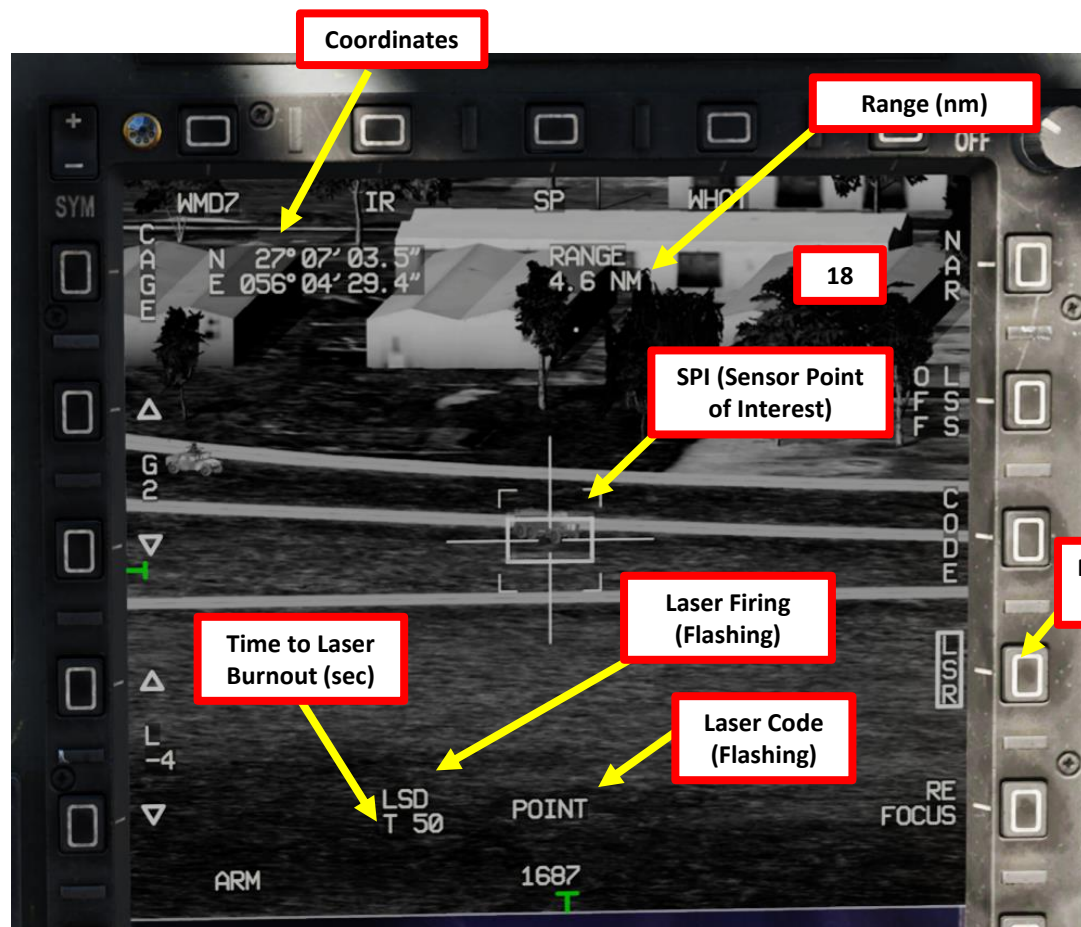 Coordinates
Range (nm)
OFF
+
-
SYM
WMD7 IR SP WHOT
CAGE
N 27°07'03.5"
E 056°04'29.4"
RANGE
4.6 NM
18
NAR
SPI (Sensor Point
of Interest)
LSS
OFF
G
2
CODE
Laser Firing
(Flashing)
Time to Laser
Burnout (sec)
LSR
Laser Code
(Flashing)
L
-4
LSD
T 50
POINT
RE
FOCUS
ARM
1687